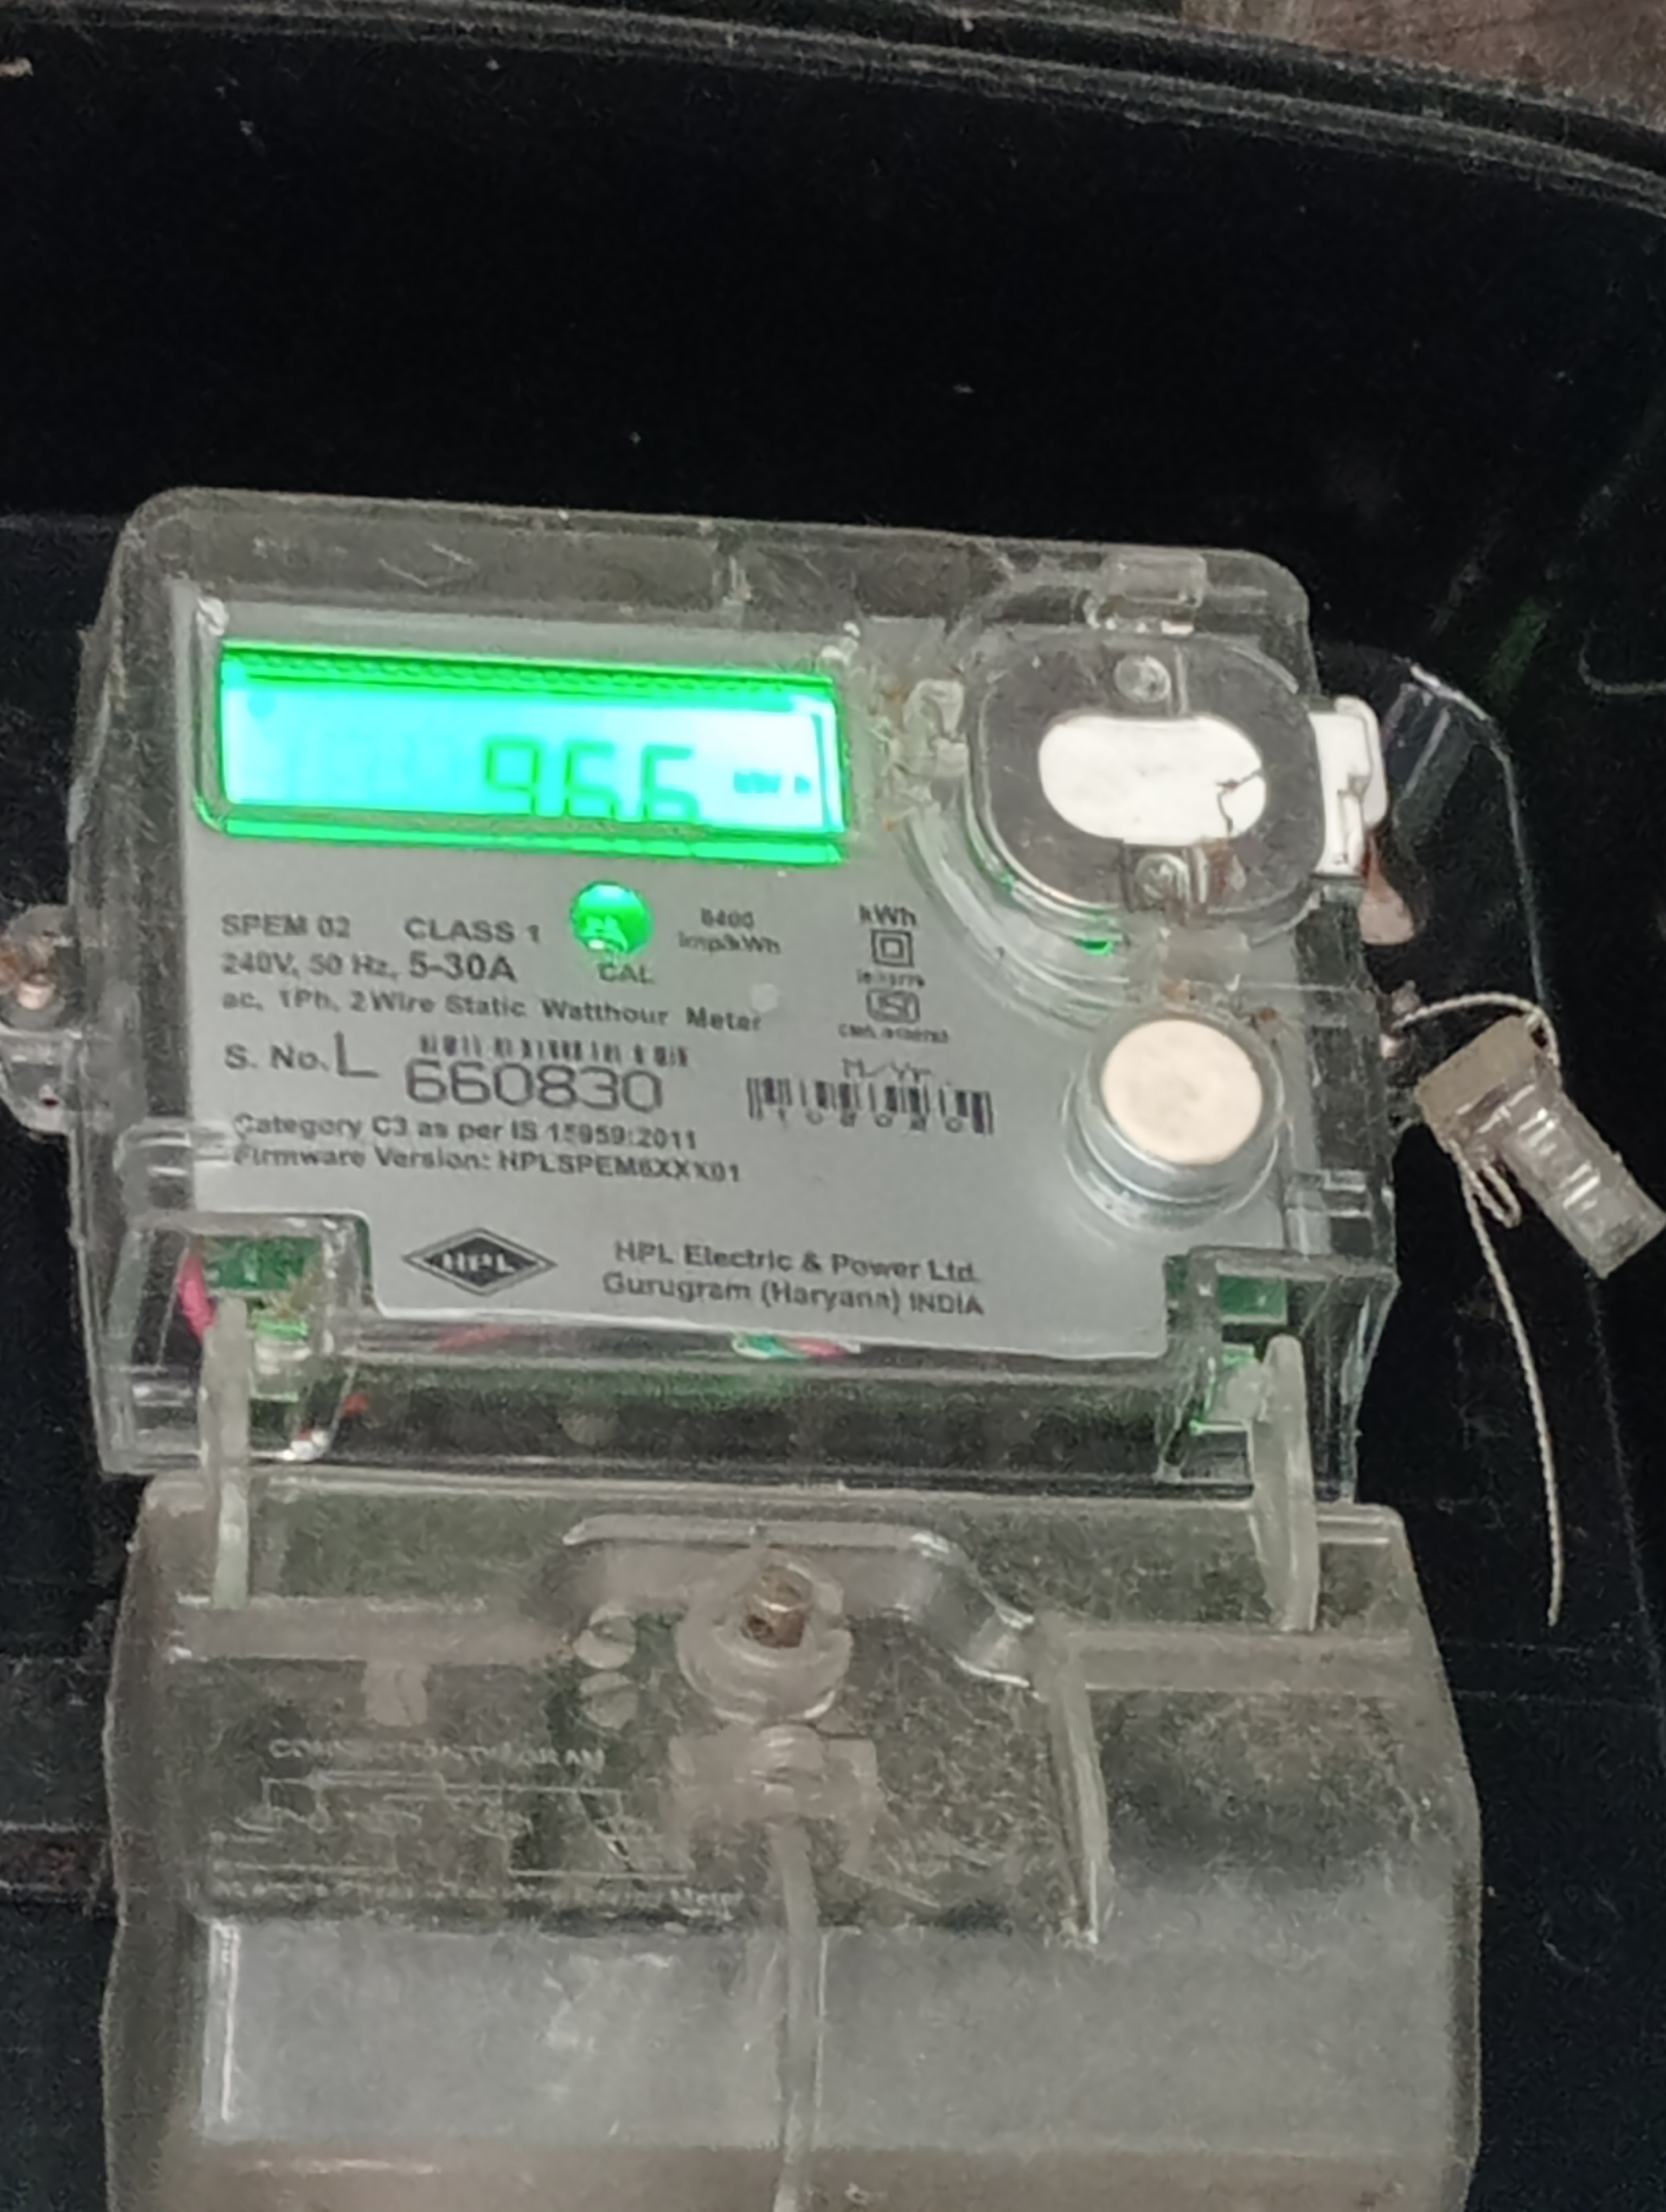 966
SPEM 02 CLASS 1
6400
imp/kWh
kWh
240V, 50 Hz, 5-30A
CAL
ac, 1Ph, 2Wire Static Watthour Meter
S. No. L 660830
M/Yr.
Category C3 as per IS 15959:2011
Firmware Version: HPLSPEM6XXX01
HPL
HPL Electric & Power Ltd.
Gurugram (Haryana) INDIA